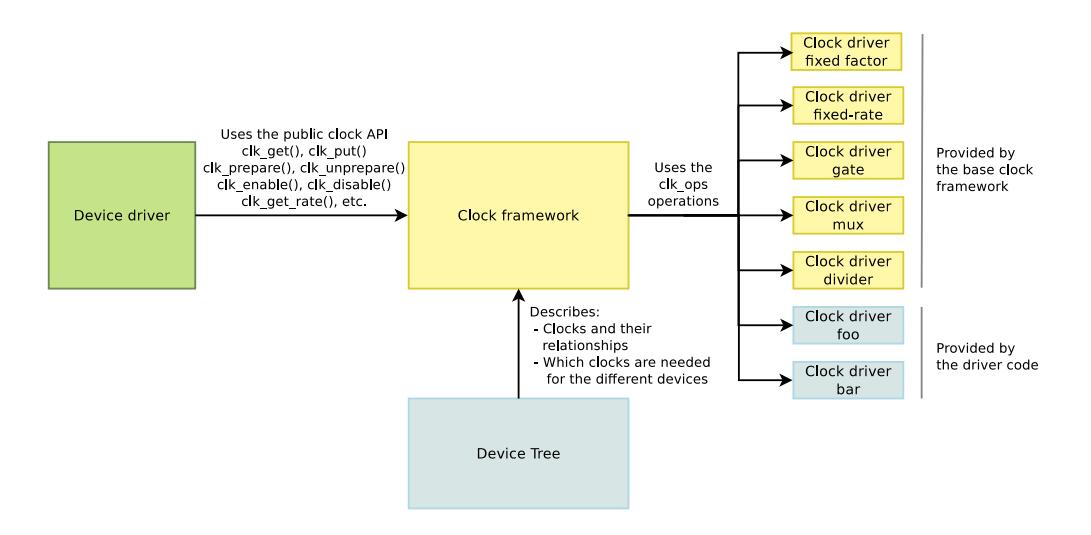 Device driver
Uses the public clock API
clk_get(), clk_put()
clk_prepare(), clk_unprepare()
clk_enable(), clk_disable()
clk_get_rate(), etc.
Clock framework
Uses the
clk_ops
operations
Clock driver
fixed factor
Clock driver
fixed-rate
Clock driver
gate
Clock driver
mux
Clock driver
divider
Clock driver
foo
Clock driver
bar
Provided by
the base clock
framework
Provided by
the driver code
Describes:
- Clocks and their
relationships
- Which clocks are needed
for the different devices
Device Tree